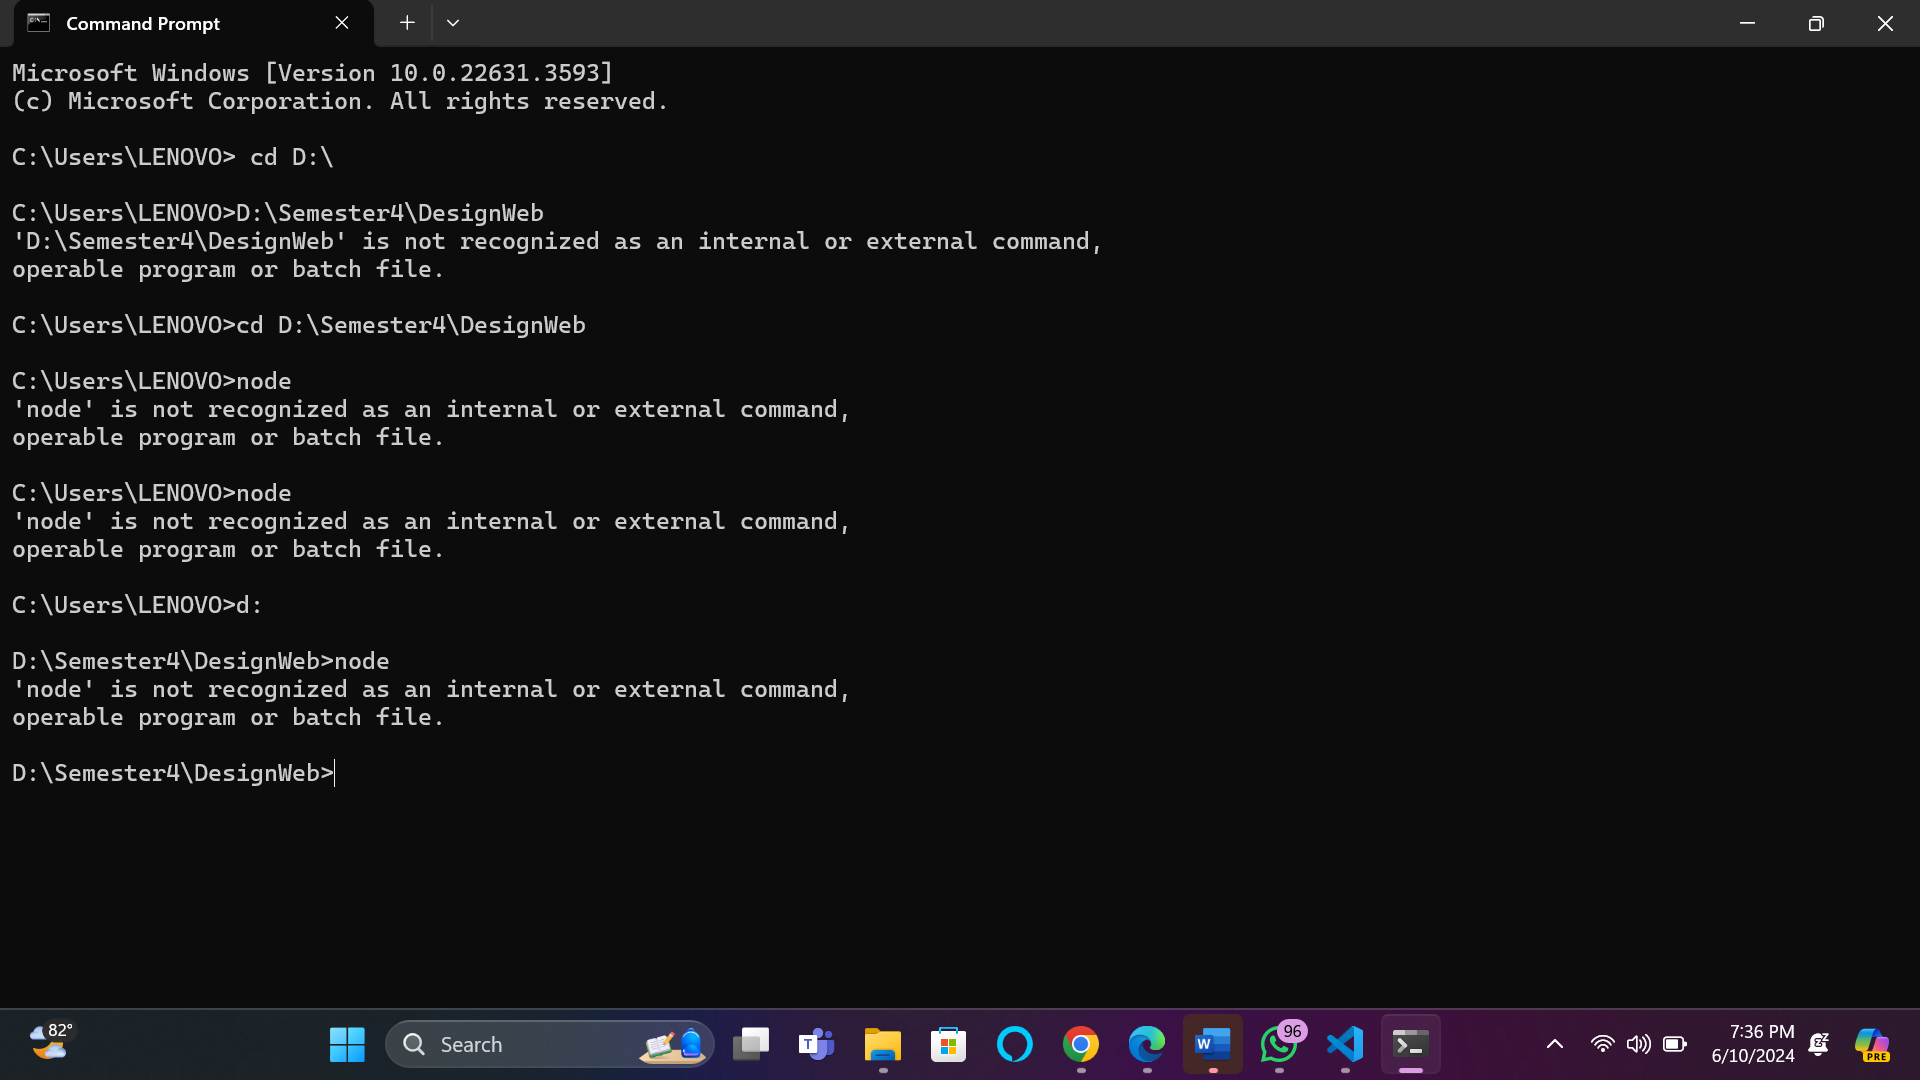 Command Prompt
Microsoft Windows [Version 10.0.22631.3593]
(c) Microsoft Corporation. All rights reserved.
C:\Users\LENOVO> cd D:\
C:\Users\LENOVO>D:\Semester4\DesignWeb
'D:\Semester4\DesignWeb' is not recognized as an internal or external command,
operable program or batch file.
C:\Users\LENOVO>cd D:\Semester4\DesignWeb
C:\Users\LENOVO>node
'node' is not recognized as an internal or external command,
operable program or batch file.
C:\Users\LENOVO>node
'node' is not recognized as an internal or external command,
operable program or batch file.
C:\Users\LENOVO>d:
D:\Semester4\DesignWeb>node
'node' is not recognized as an internal or external command,
operable program or batch file.
D:\Semester4\DesignWeb>
82°
Search
T
W
96
7:36 PM
6/10/2024
PRE